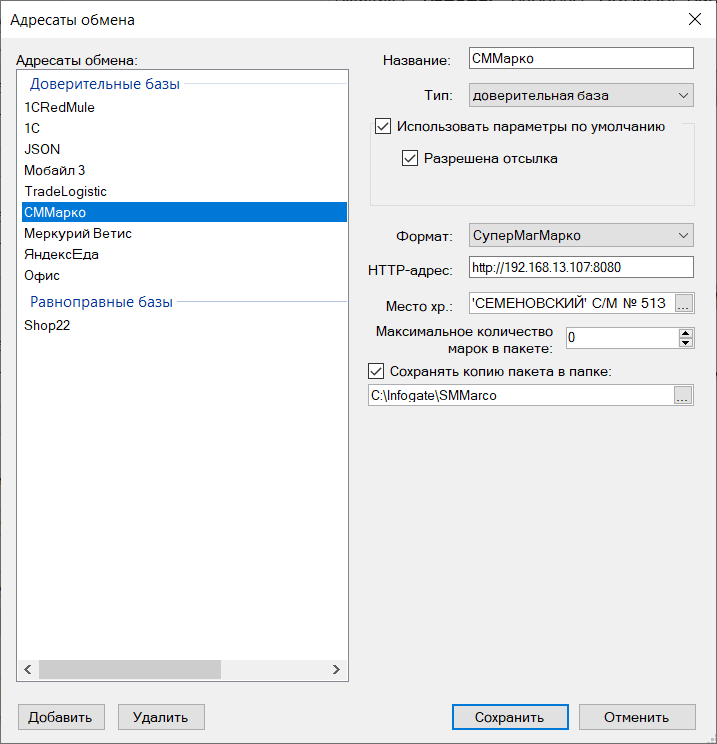 Адресаты обмена
Адресаты обмена:
Доверительные базы
1CRedMule
1C
JSON
Мобайл 3
TradeLogistic
СММарко
Меркурий Ветис
ЯндексЕда
Офис
Равноправные базы
Shop22
Название: СММарко
Тип: доверительная база
Использовать параметры по умолчанию
Разрешена отсылка
Формат: СуперМагМарко
HTTP-адрес: http://192.168.13.107:8080
Место хр.: 'СЕМЕНОВСКИЙ' С/М № 513 ...
Максимальное количество
марок в пакете: 0
Сохранять копию пакета в папке:
C:\Infogate\SMMarco ...
Добавить Удалить Сохранить Отменить